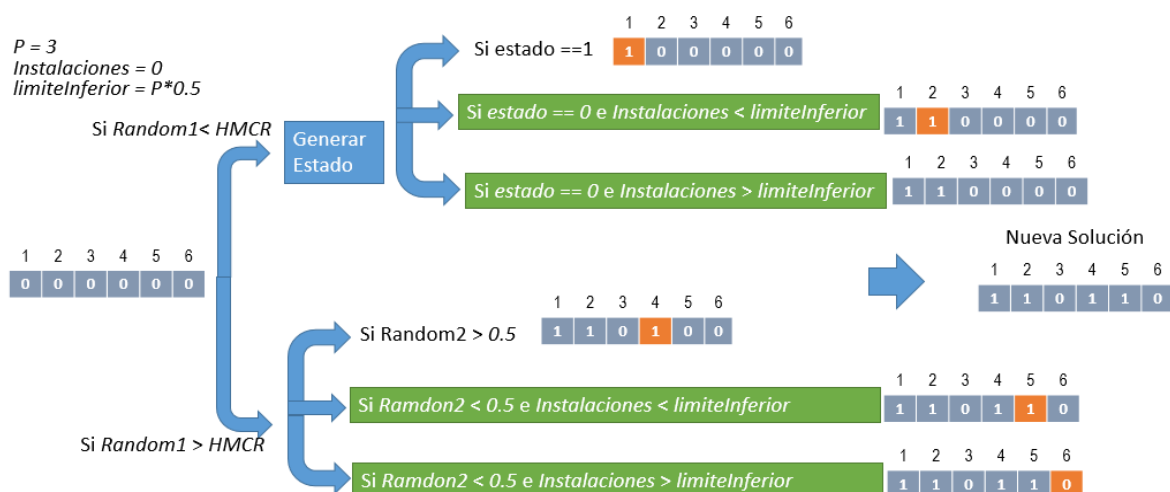 P = 3
Instalaciones = 0
limiteInferior = P*0.5
Si Random1< HMCR
Generar
Estado
Si estado ==1
1 2 3 4 5 6
1 0 0 0 0 0
Si estado == 0 e Instalaciones < limiteInferior
1 2 3 4 5 6
1 1 0 0 0 0
Si estado == 0 e Instalaciones > limiteInferior
1 2 3 4 5 6
1 1 0 0 0 0
1 2 3 4 5 6
0 0 0 0 0 0
Nueva Solución
1 2 3 4 5 6
1 1 0 1 1 0
Si Random2 > 0.5
1 2 3 4 5 6
1 1 0 1 0 0
Si Ramdon2 < 0.5 e Instalaciones < limiteInferior
1 2 3 4 5 6
1 1 0 1 1 0
Si Random1 > HMCR
Si Ramdon2 < 0.5 e Instalaciones > limiteInferior
1 2 3 4 5 6
1 1 0 1 1 0